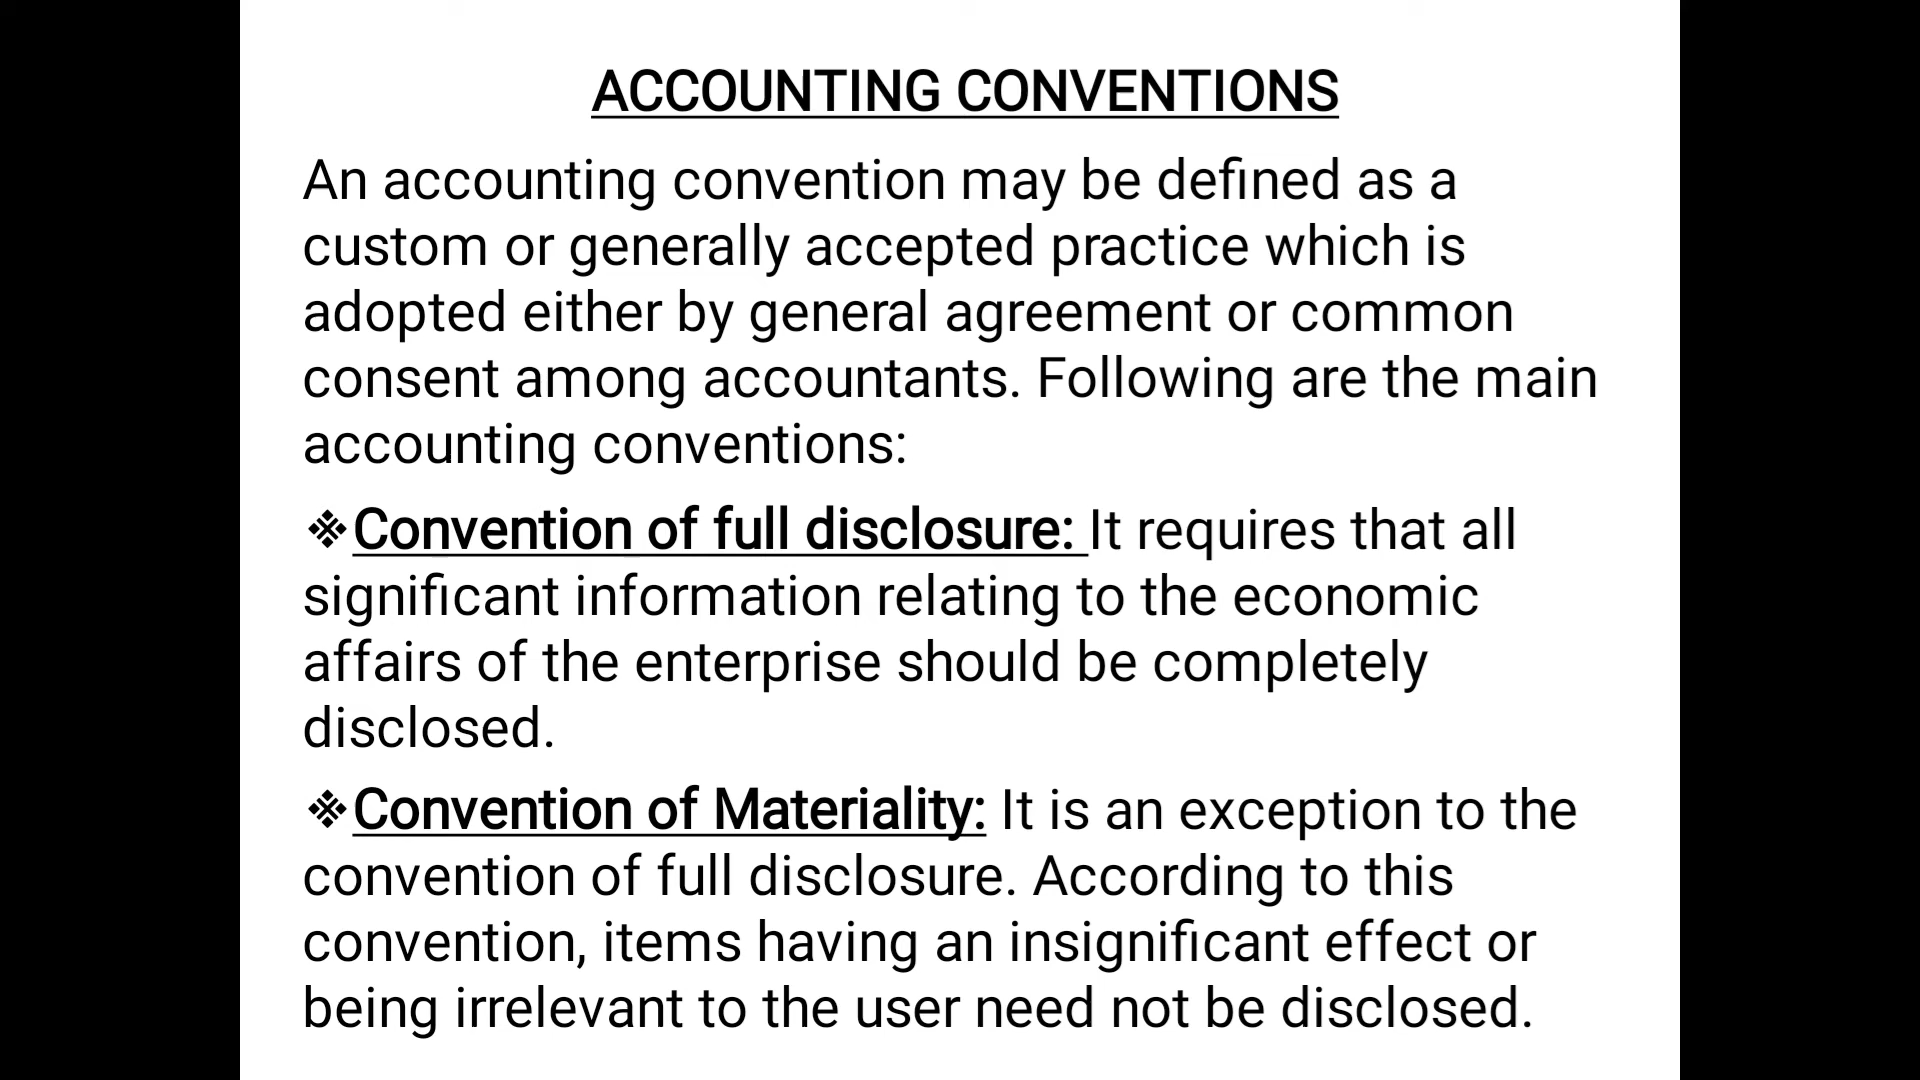 ACCOUNTING CONVENTIONS
An accounting convention may be defined as a
custom or generally accepted practice which is
adopted either by general agreement or common
consent among accountants. Following are the main
accounting conventions:
❖Convention of full disclosure: It requires that all
significant information relating to the economic
affairs of the enterprise should be completely
disclosed.
❖Convention of Materiality: It is an exception to the
convention of full disclosure. According to this
convention, items having an insignificant effect or
being irrelevant to the user need not be disclosed.